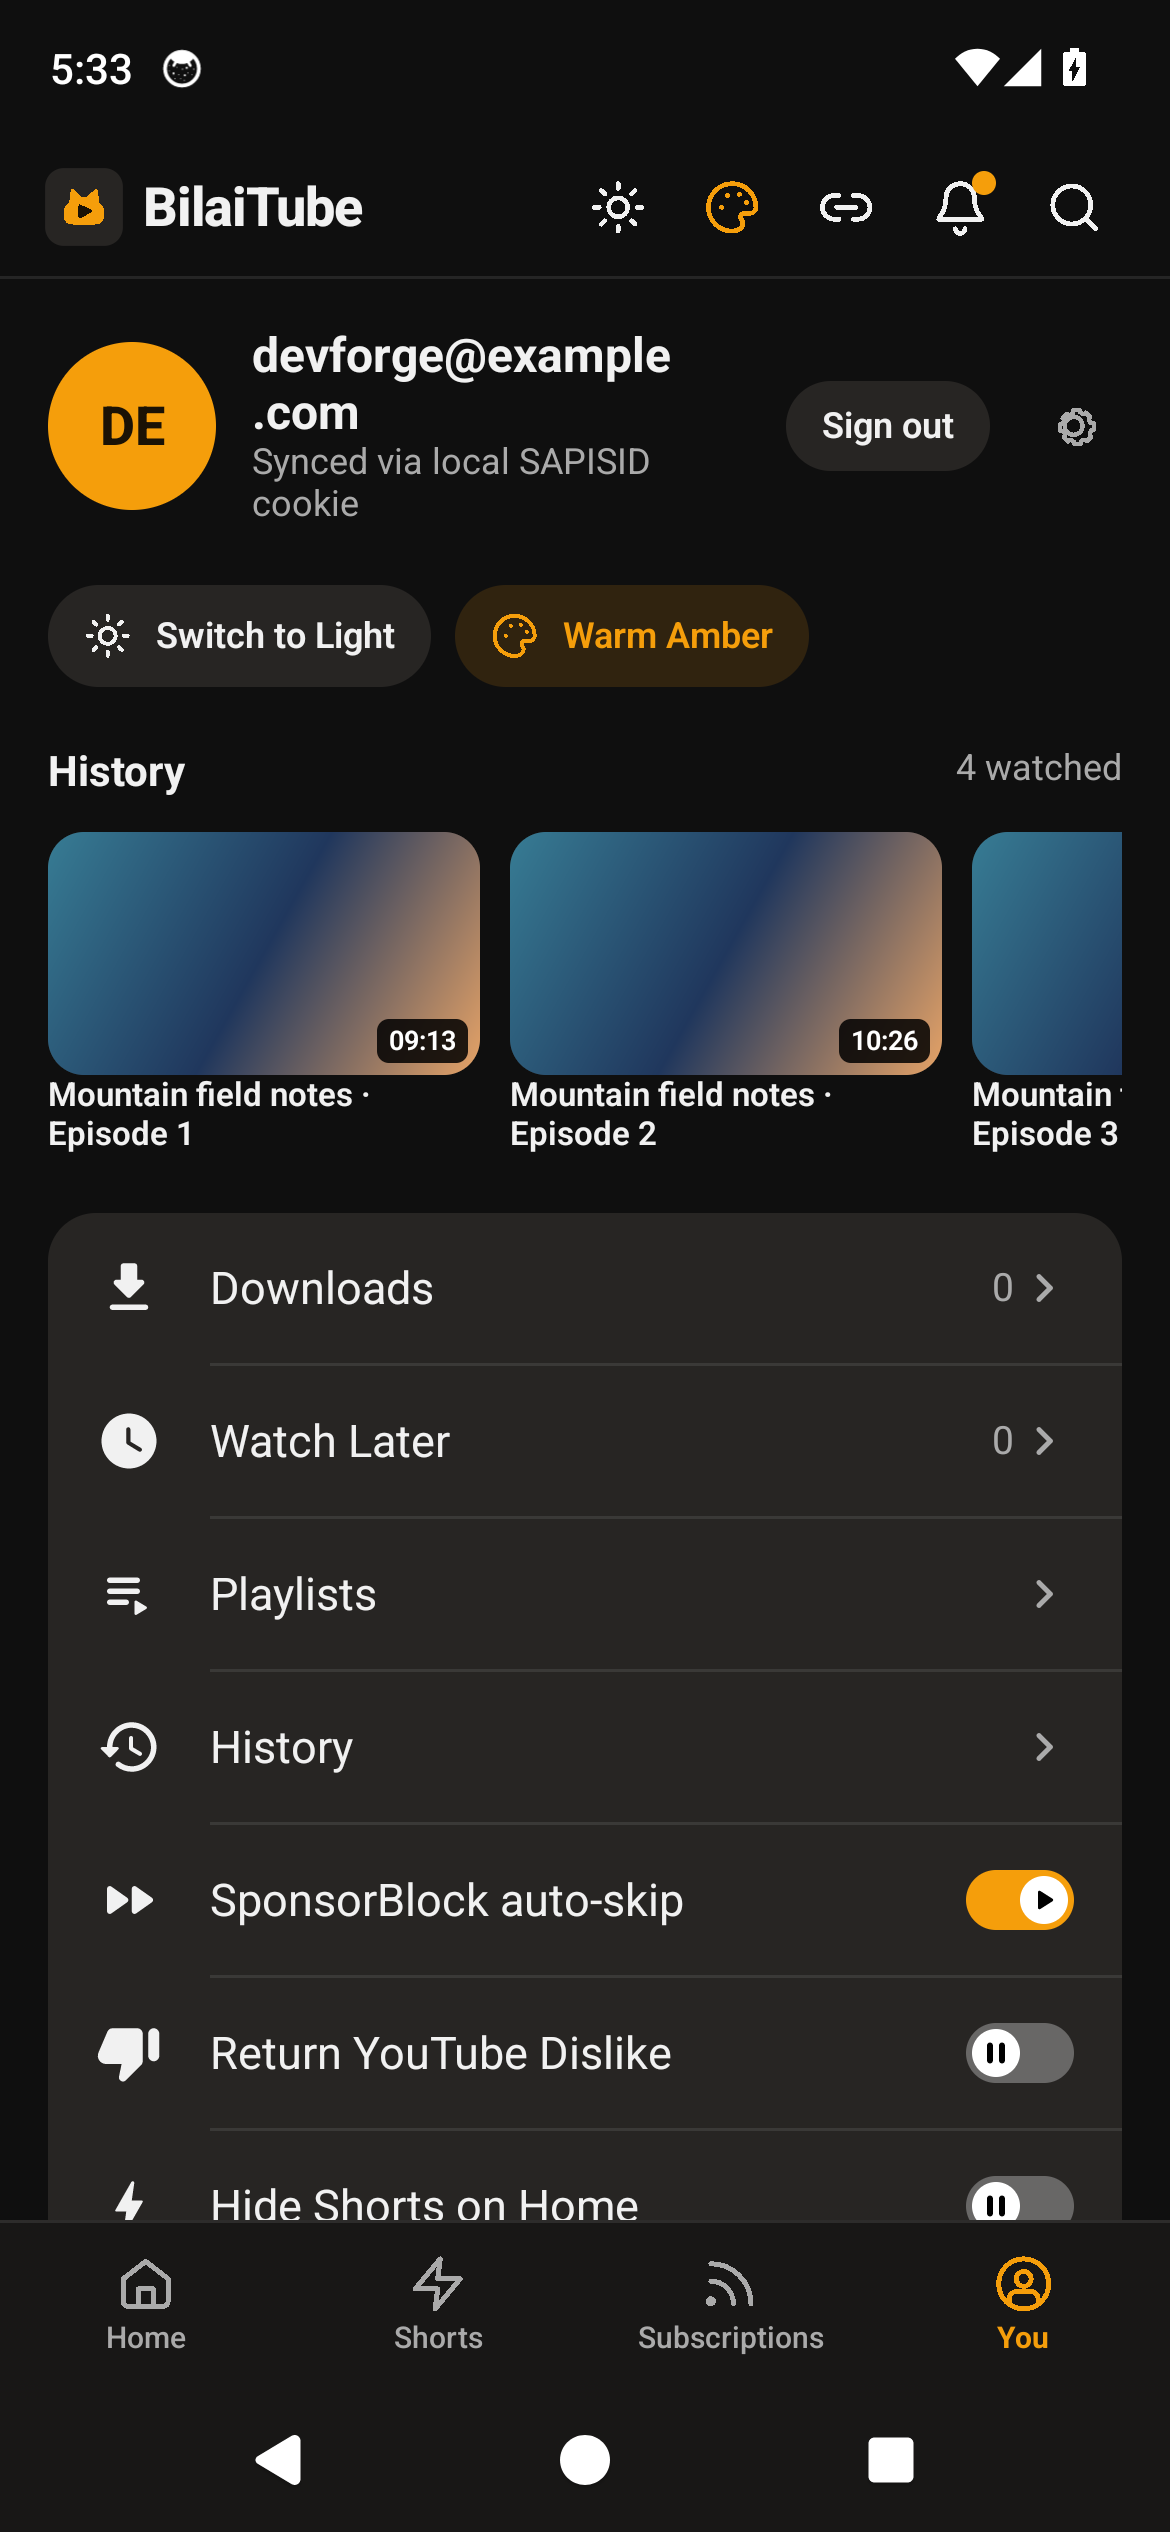 5:33
BilaiTube
DE
devforge@example
.com
Synced via local SAPISID
cookie
Sign out
Switch to Light
Warm Amber
History
4 watched
09:13
10:26
Mountain field notes ·
Episode 1
Mountain field notes ·
Episode 2
Mountain
Episode 3
Downloads
0
Watch Later
0
Playlists
History
SponsorBlock auto-skip
Return YouTube Dislike
Hide Shorts on Home
Home
Shorts
Subscriptions
You